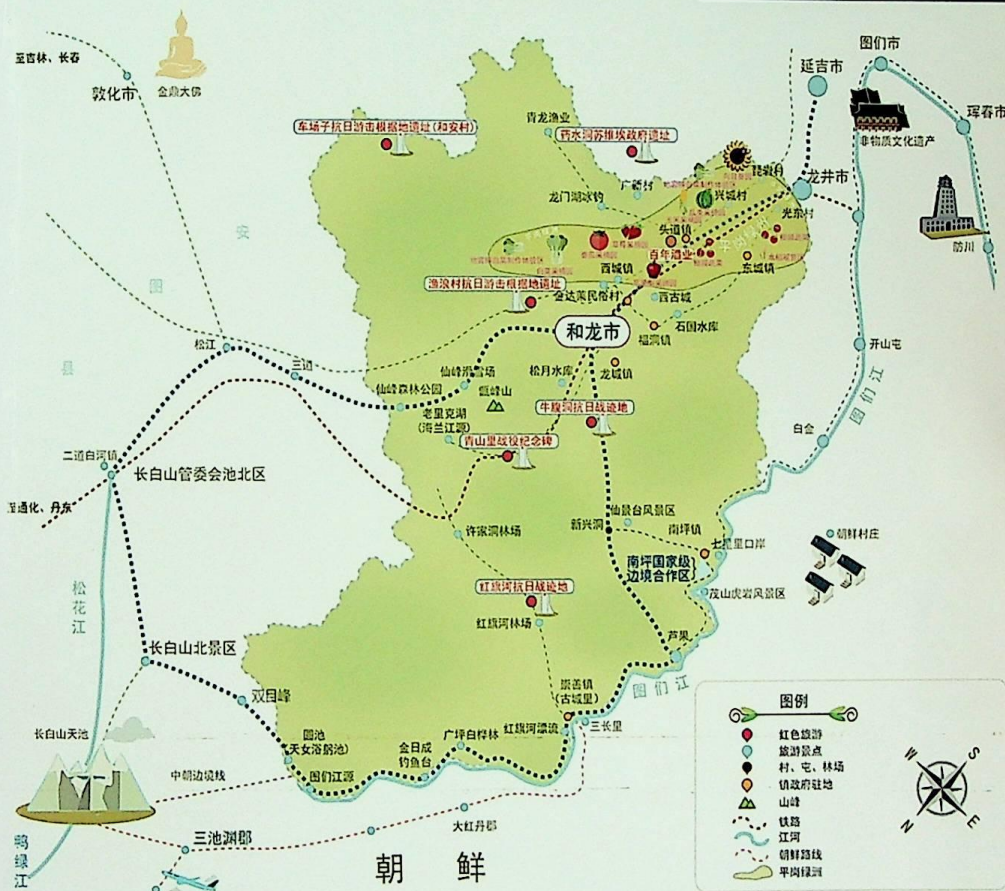 至吉林、长春
敦化市
金鼎大佛
车场子抗日游击根据地遗址(和安村)
青龙渔业
药水洞苏维埃政府遗址
延吉市
图们市
珲春市
非物质文化遗产
防川
龙井市
光东村
琵岩村
兴城村
广新村
龙门湖冰钓
头道镇
百年酒业
平岗绿洲
东城镇
西城镇
金达莱民俗村
西古城
石国水库
福洞镇
渔浪村抗日游击根据地遗址
和龙市
安
图
县
松江
三道
仙峰森林公园
仙峰滑雪场
甑峰山
松月水库
龙城镇
老里克湖
(海兰江源)
牛腹洞抗日战迹地
青山里战役纪念碑
开山屯
图们江
白金
二道白河镇
长白山管委会池北区
至通化、丹东
许家洞林场
新兴洞
仙景台风景区
南坪镇
七星里口岸
南坪国家级
边境合作区
茂山虎岩风景区
朝鲜村庄
松花江
红旗河抗日战迹地
红旗河林场
芦果
图们江
长白山北景区
双目峰
崇善镇
(古城里)
三长里
红旗河漂流
广坪白桦林
金日成
钓鱼台
圆池
(天女浴躬池)
图们江源
长白山天池
中朝边境线
三池渊郡
大红丹郡
鸭绿江
朝鲜
图例
红色旅游
旅游景点
村、屯、林场
镇政府驻地
山峰
铁路
江河
朝鲜路线
平岗绿洲
W
S
N
E